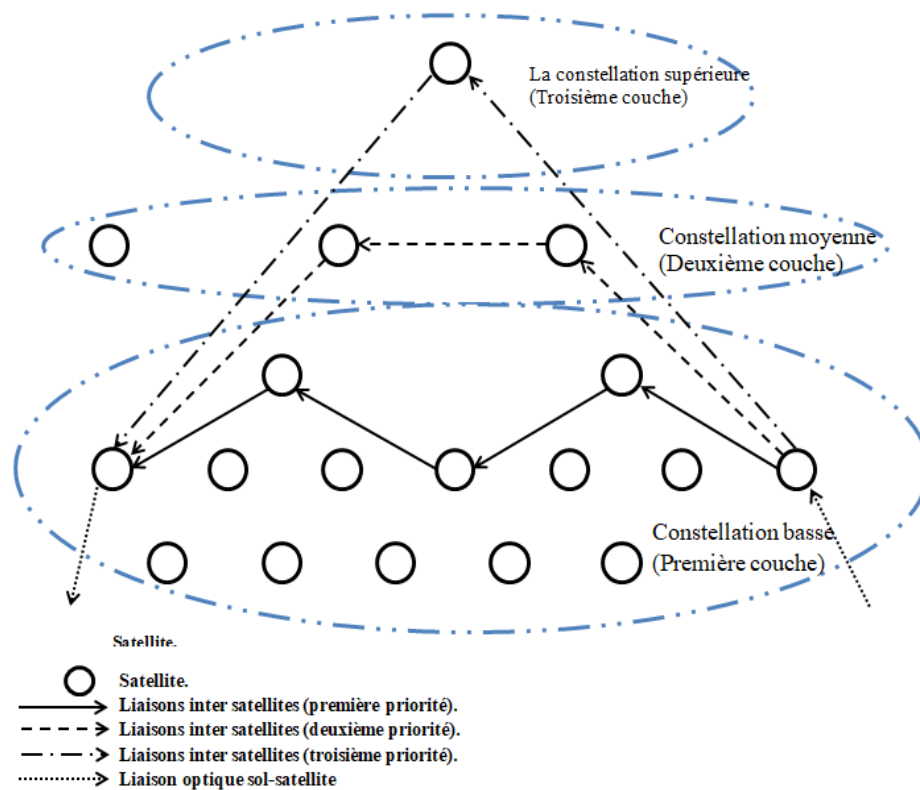 La constellation supérieure
(Troisième couche)
Constellation moyenne
(Deuxième couche)
Constellation basse
(Première couche)
Satellite.
Satellite.
Liaisons inter satellites (première priorité).
Liaisons inter satellites (deuxième priorité).
Liaisons inter satellites (troisième priorité).
Liaison optique sol-satellite